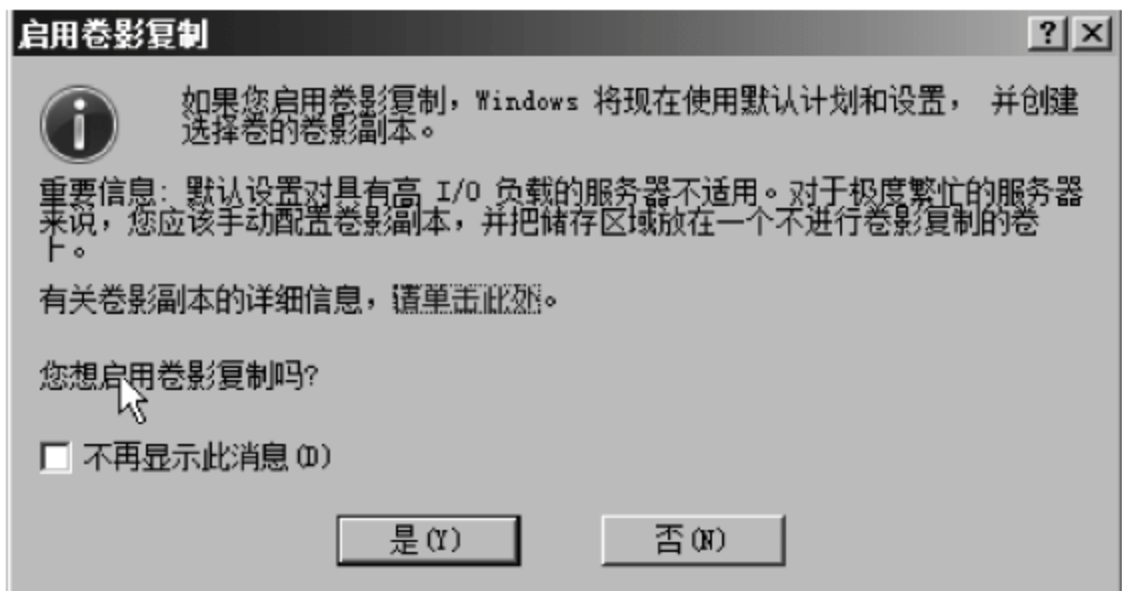 启用卷影复制
如果您启用卷影复制，Windows 将现在使用默认计划和设置， 并创建
选择卷的卷影副本。
重要信息: 默认设置对具有高 I/O 负载的服务器不适用。对于极度繁忙的服务器
来说，您应该手动配置卷影副本，并把储存区域放在一个不进行卷影复制的卷
上。
有关卷影副本的详细信息，请单击此处。
您想启用卷影复制吗?
不再显示此消息(D)
是(Y)
否(N)